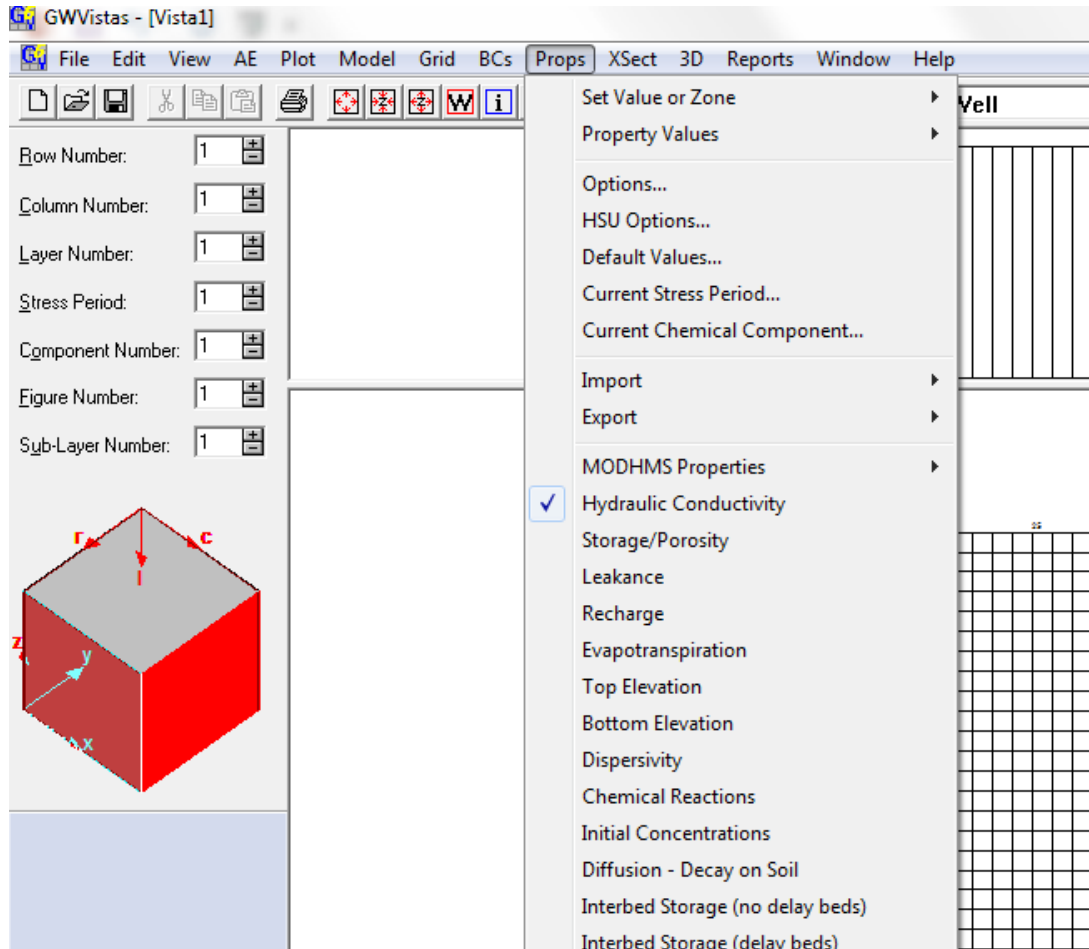 GWVistas - [Vista1]
File Edit View AE Plot Model Grid BCs Props XSect 3D Reports Window Help
W i
Row Number: 1
Column Number: 1
Layer Number: 1
Stress Period: 1
Component Number: 1
Figure Number: 1
Sub-Layer Number: 1
r c
l
z y
x
Set Value or Zone
Property Values
Options...
HSU Options...
Default Values...
Current Stress Period...
Current Chemical Component...
Import
Export
MODHMS Properties
Hydraulic Conductivity
Storage/Porosity
Leakance
Recharge
Evapotranspiration
Top Elevation
Bottom Elevation
Dispersivity
Chemical Reactions
Initial Concentrations
Diffusion - Decay on Soil
Interbed Storage (no delay beds)
Interbed Storage (delay beds)